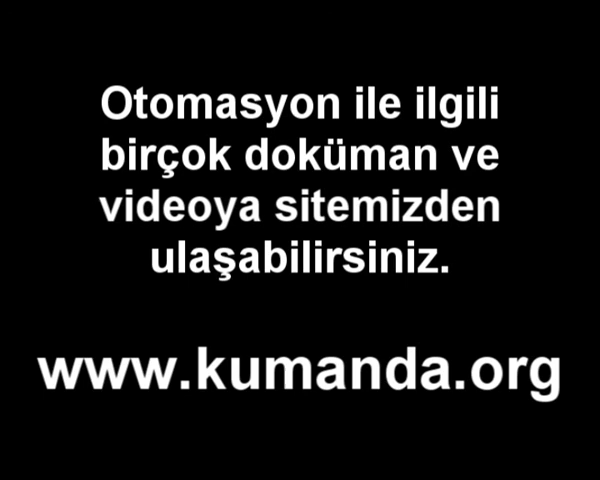 Otomasyon ile ilgili
birçok doküman ve
videoya sitemizden
ulaşabilirsiniz.
www.kumanda.org